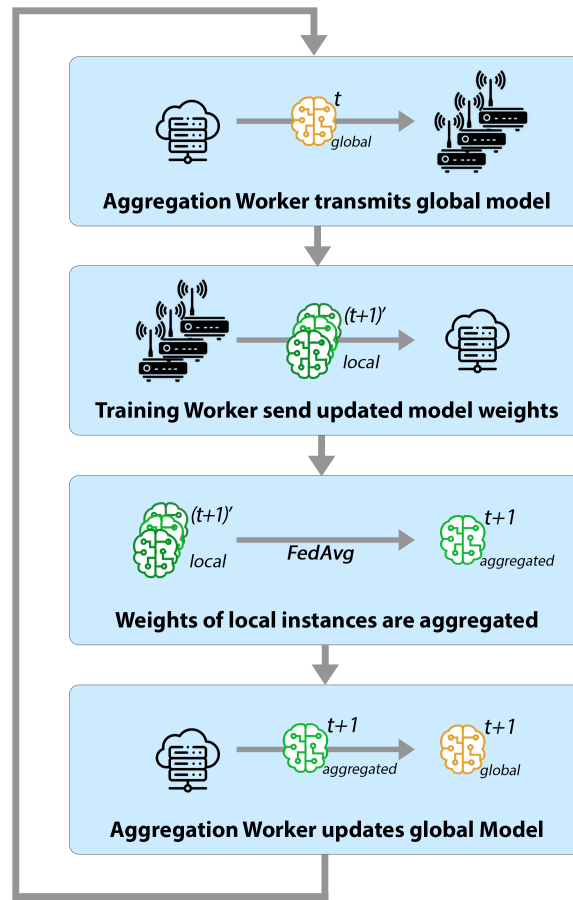 t
global
Aggregation Worker transmits global model
(t+1)’
local
Training Worker send updated model weights
(t+1)’
local
FedAvg
t+1
aggregated
Weights of local instances are aggregated
t+1
aggregated
t+1
global
Aggregation Worker updates global Model